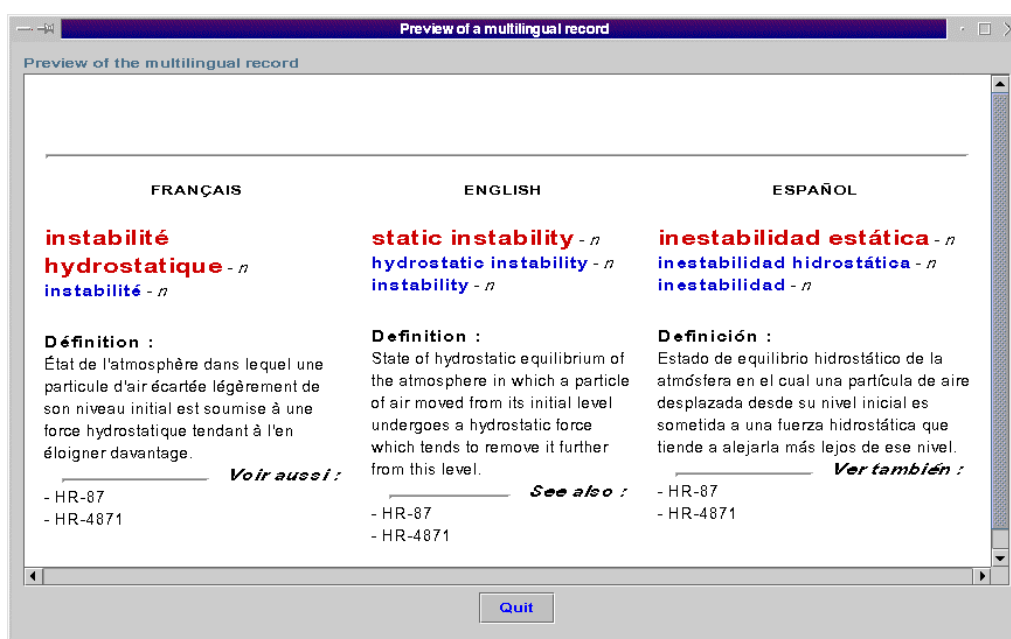 Preview of a multilingual record
Preview of the multilingual record
FRANÇAIS
instabilité
hydrostatique - n
instabilité - n
Définition :
État de l'atmosphère dans lequel une
particule d'air écartée légèrement de
son niveau initial est soumise à une
force hydrostatique tendant à l'en
éloigner davantage.
Voir aussi :
- HR-87
- HR-4871
ENGLISH
static instability - n
hydrostatic instability - n
instability - n
Definition :
State of hydrostatic equilibrium of
the atmosphere in which a particle
of air moved from its initial level
undergoes a hydrostatic force
which tends to remove it further
from this level.
See also :
- HR-87
- HR-4871
ESPAÑOL
inestabilidad estática - n
inestabilidad hidrostática - n
inestabilidad - n
Definición :
Estado de equilibrio hidrostático de la
atmósfera en el cual una partícula de aire
desplazada desde su nivel inicial es
sometida a una fuerza hidrostática que
tiende a alejarla más lejos de ese nivel.
Ver también :
- HR-87
- HR-4871
Quit